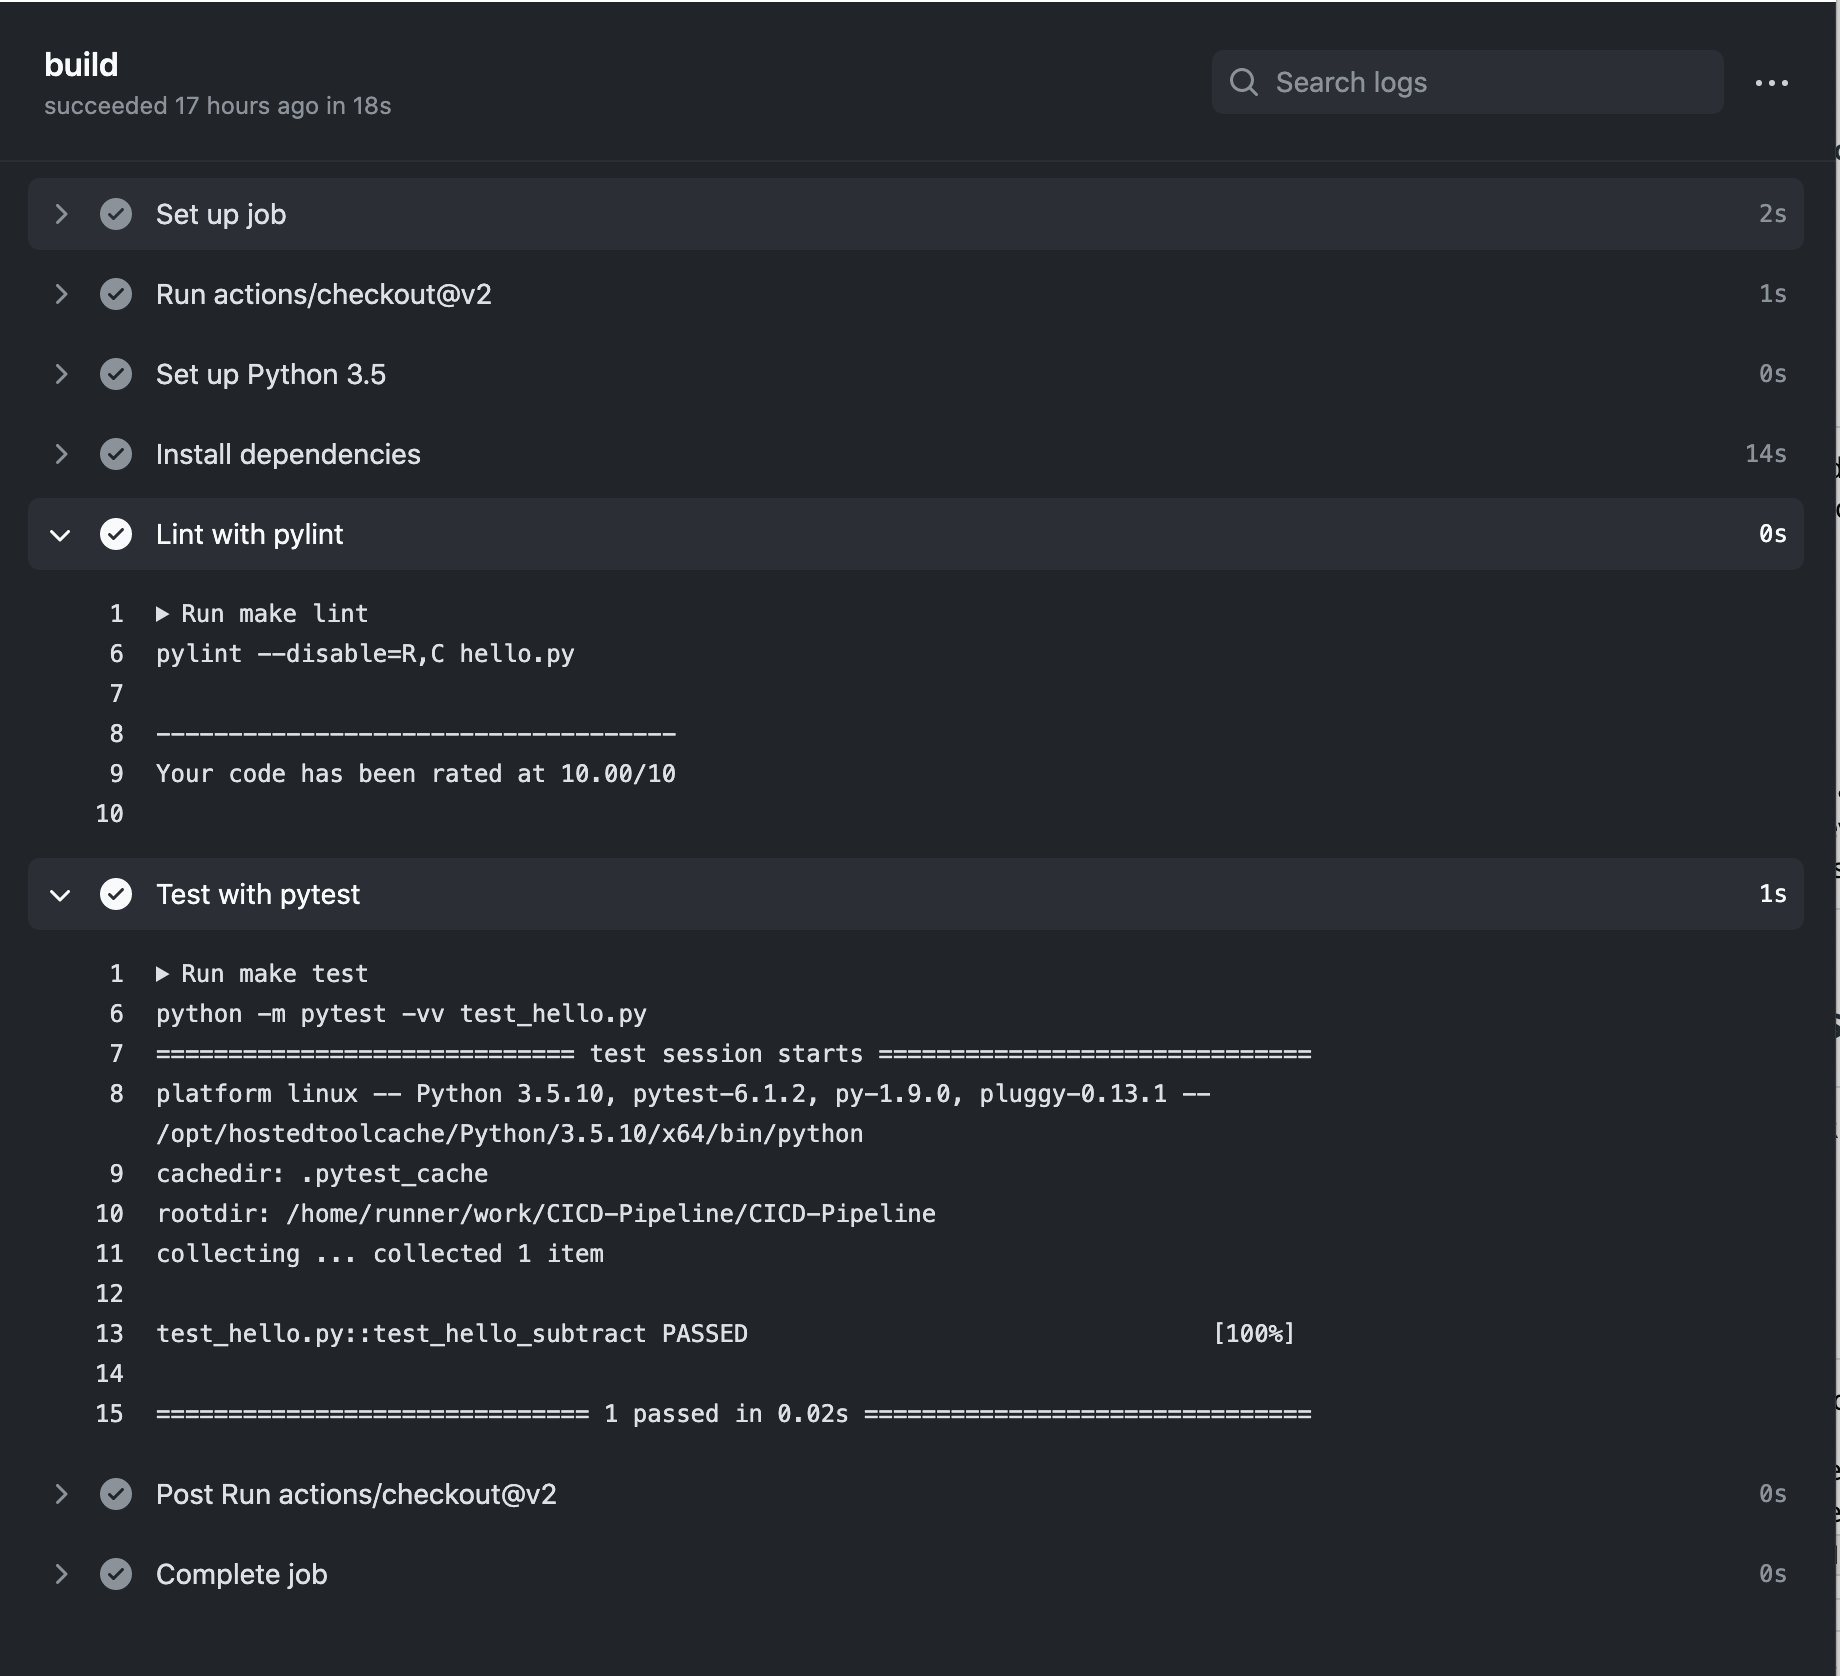 build
succeeded 17 hours ago in 18s
Search logs
Set up job 2s
Run actions/checkout@v2 1s
Set up Python 3.5 0s
Install dependencies 14s
Lint with pylint 0s
1 ▶ Run make lint
6 pylint --disable=R,C hello.py
7
8 ------------------------------------
9 Your code has been rated at 10.00/10
10
Test with pytest 1s
1 ▶ Run make test
6 python -m pytest -vv test_hello.py
7 ============================= test session starts ==============================
8 platform linux -- Python 3.5.10, pytest-6.1.2, py-1.9.0, pluggy-0.13.1 --
/opt/hostedtoolcache/Python/3.5.10/x64/bin/python
9 cachedir: .pytest_cache
10 rootdir: /home/runner/work/CICD-Pipeline/CICD-Pipeline
11 collecting ... collected 1 item
12
13 test_hello.py::test_hello_subtract PASSED [100%]
14
15 ============================== 1 passed in 0.02s ===============================
Post Run actions/checkout@v2 0s
Complete job 0s